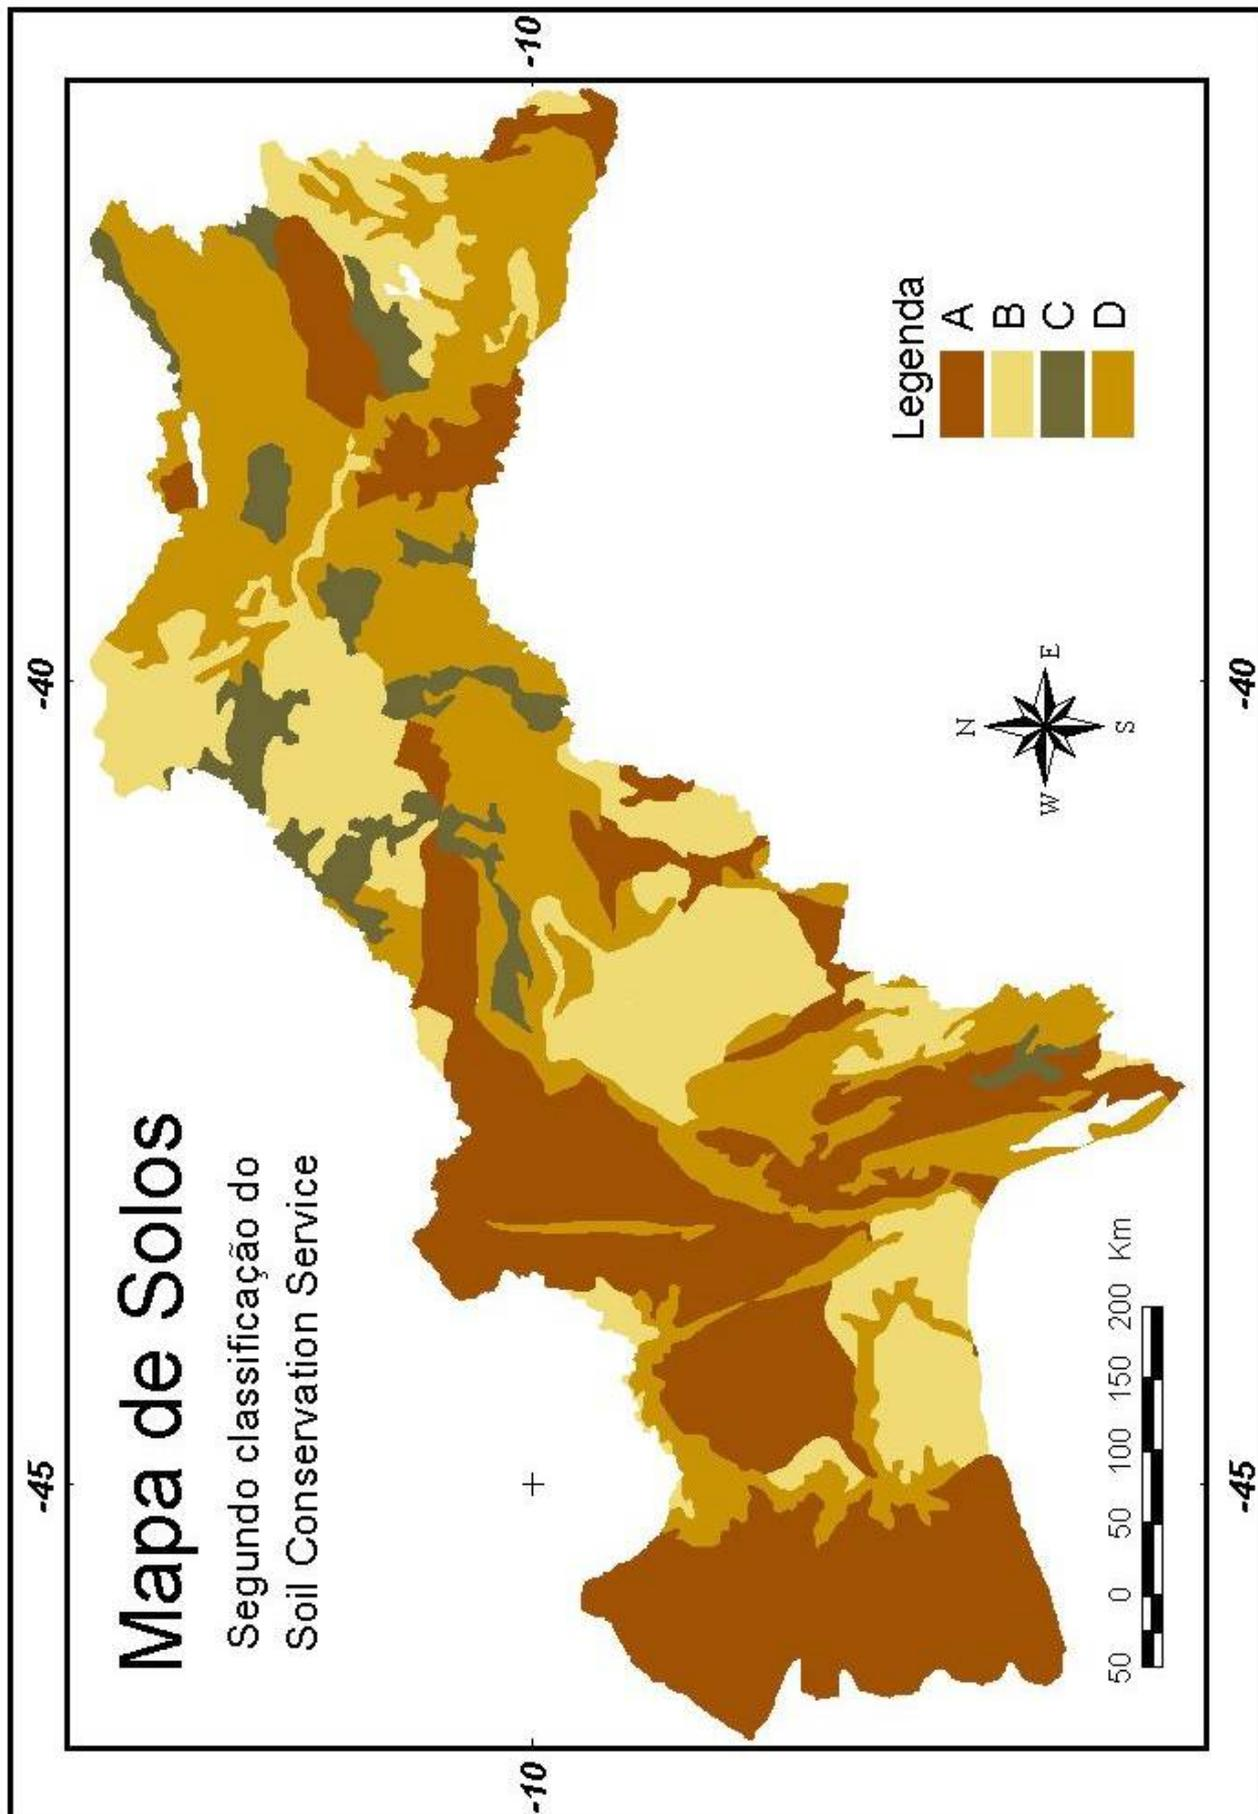 Mapa de Solos
Segundo classificação do
Soil Conservation Service
-45
-40
-10
-10
-45
-40
N
W
E
S
Legenda
A
B
C
D
50 0 50 100 150 200 Km